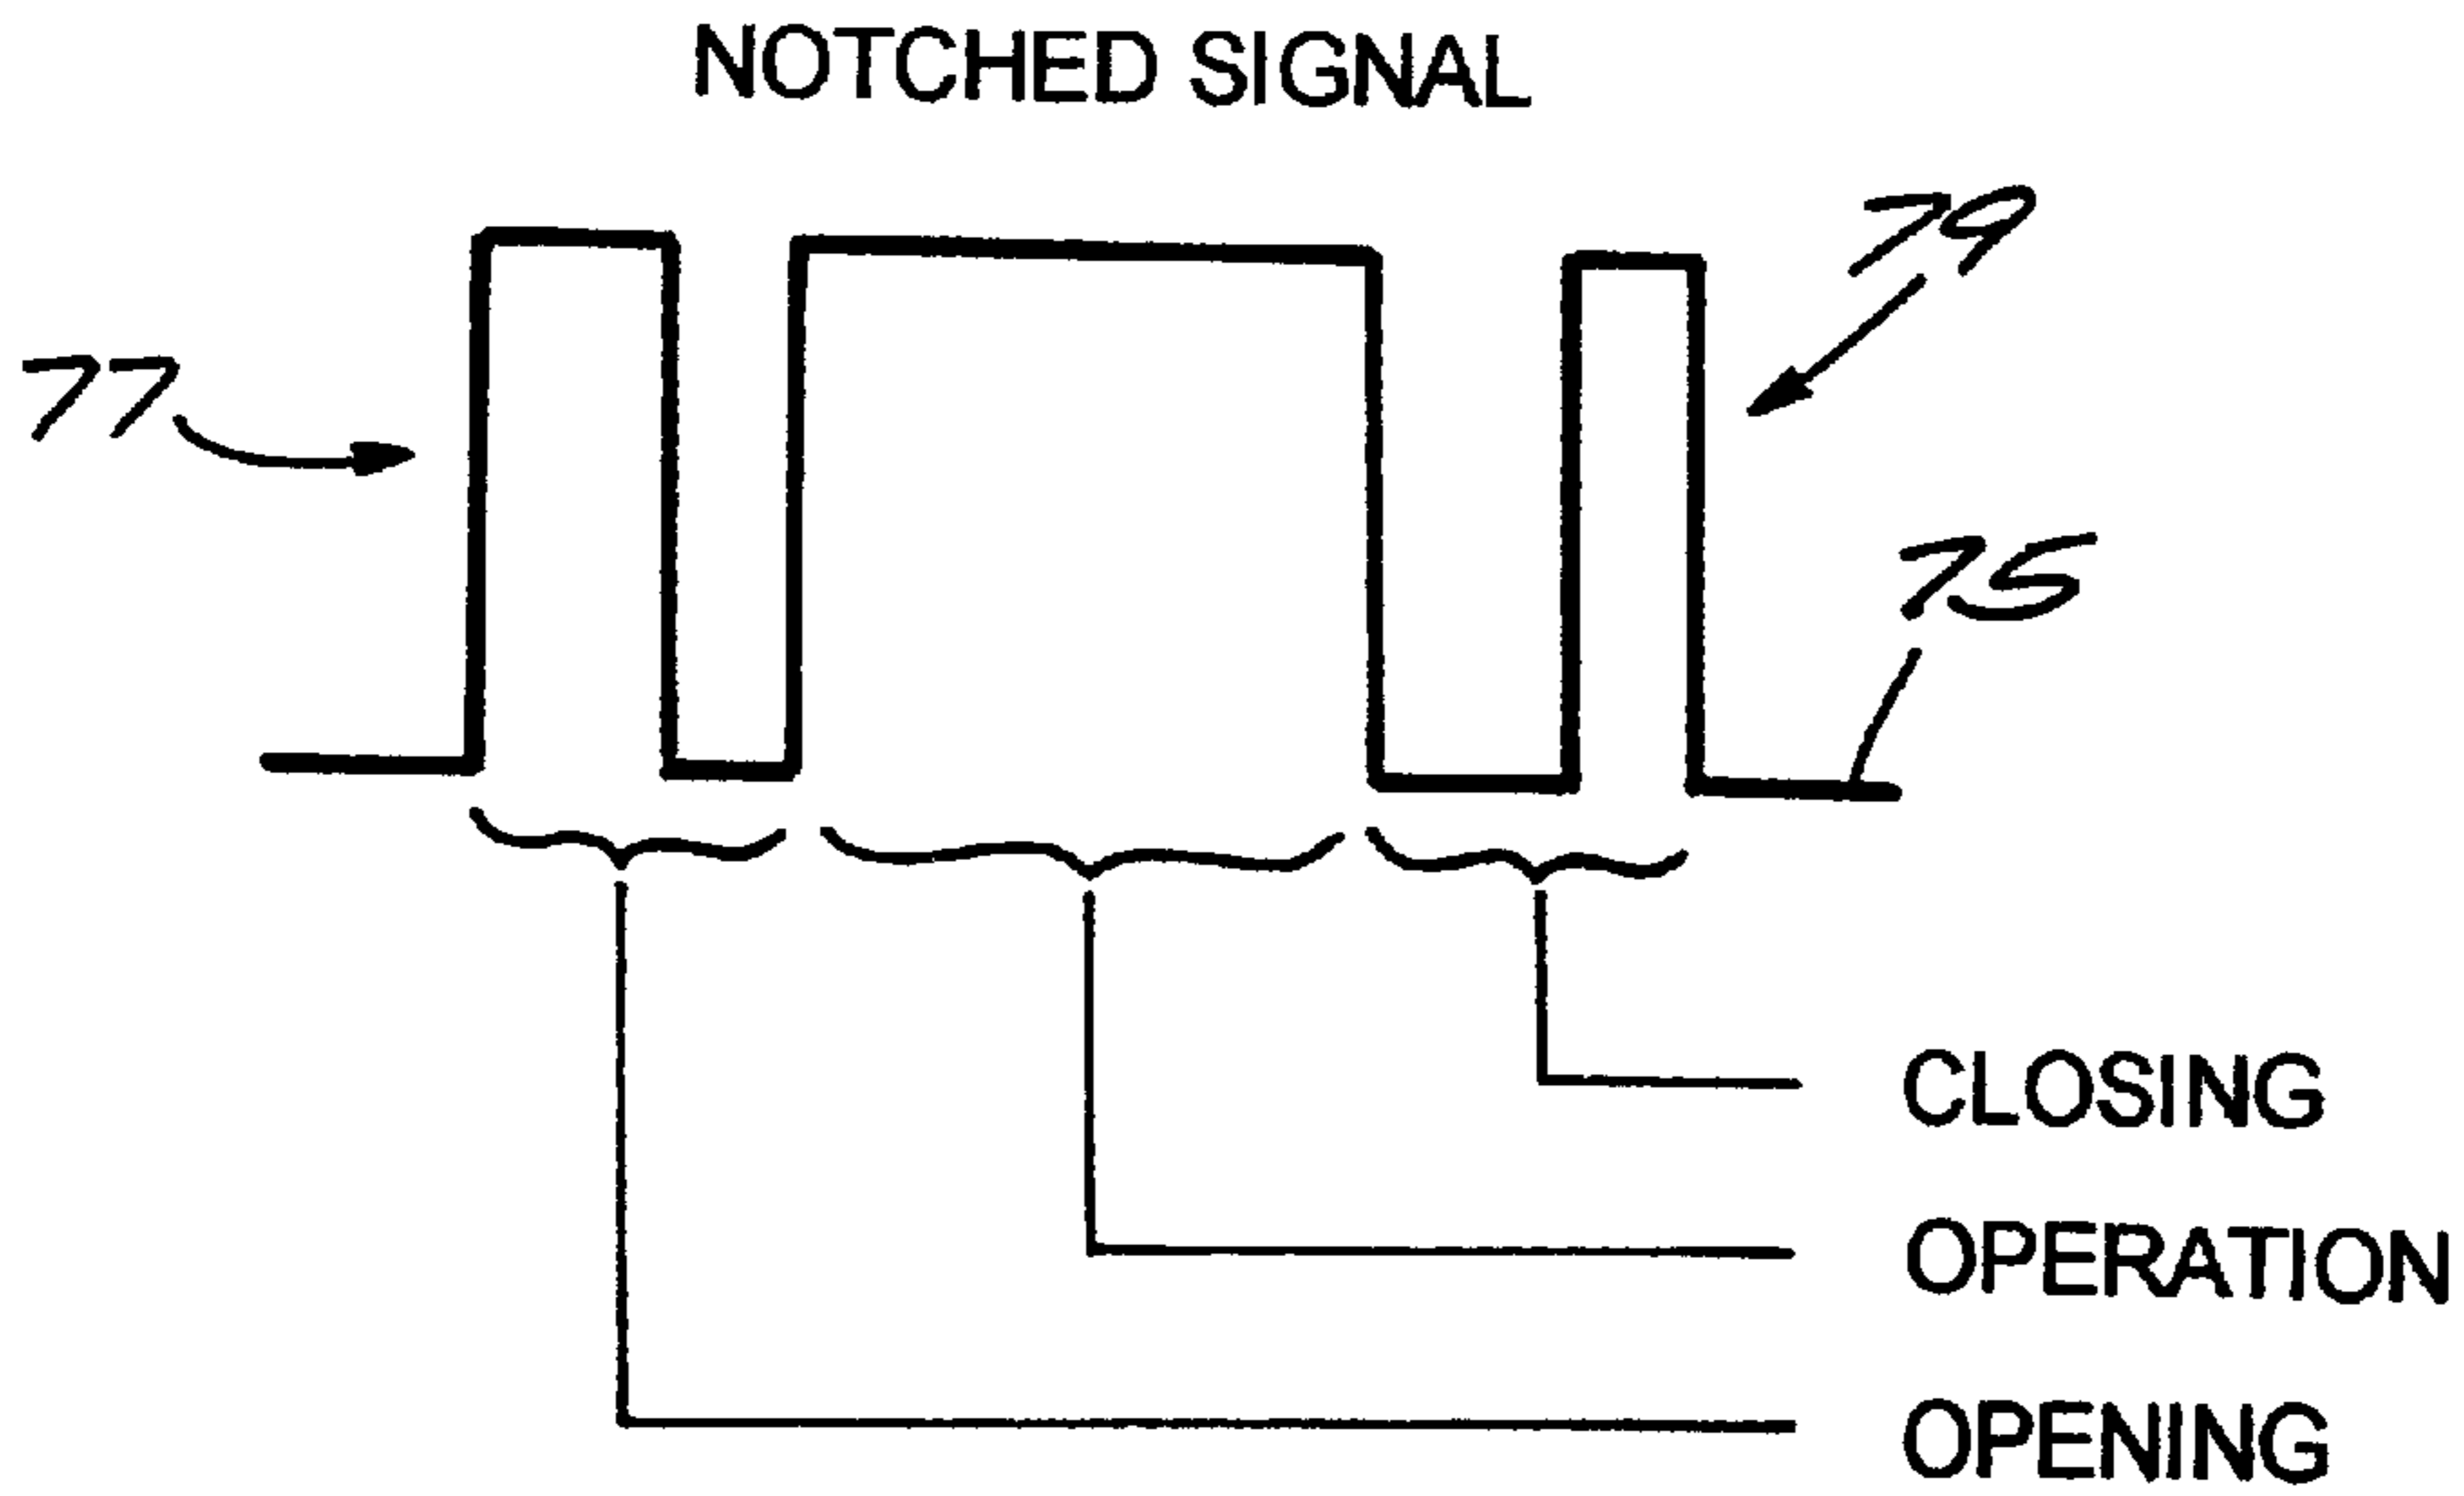 NOTCHED SIGNAL
79
77
75
CLOSING
OPERATION
OPENING